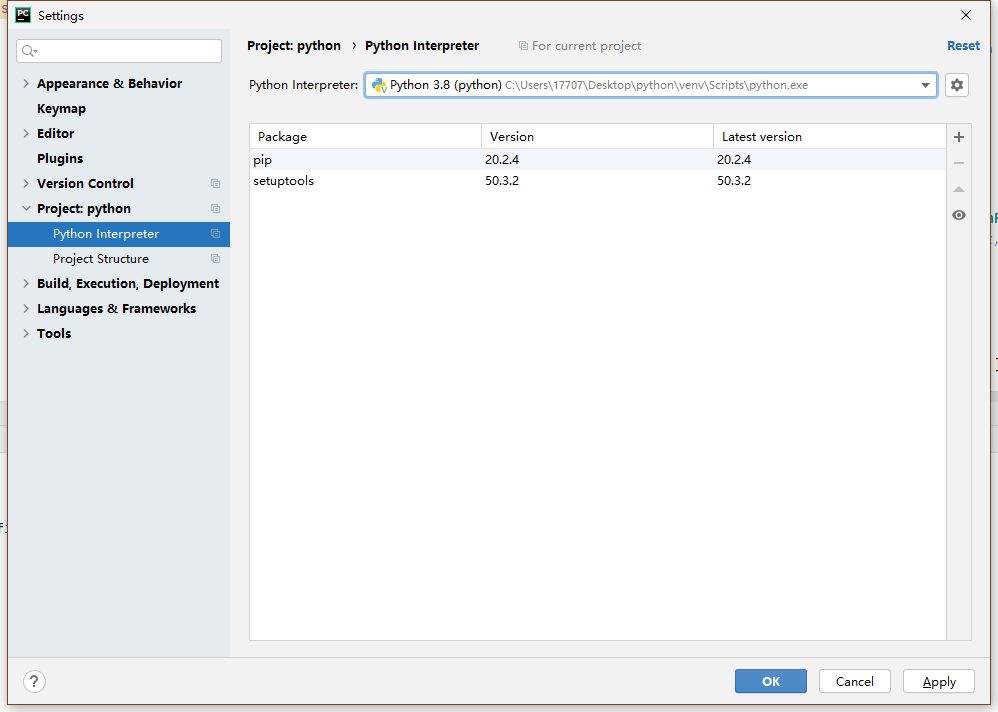 PC Settings
Project: python › Python Interpreter For current project Reset
Python Interpreter: Python 3.8 (python) C:\Users\17707\Desktop\python\venv\Scripts\python.exe
Appearance & Behavior
Keymap
Editor
Plugins
Version Control
Project: python
Python Interpreter
Project Structure
Build, Execution, Deployment
Languages & Frameworks
Tools
Package Version Latest version
pip 20.2.4 20.2.4
setuptools 50.3.2 50.3.2
? OK Cancel Apply